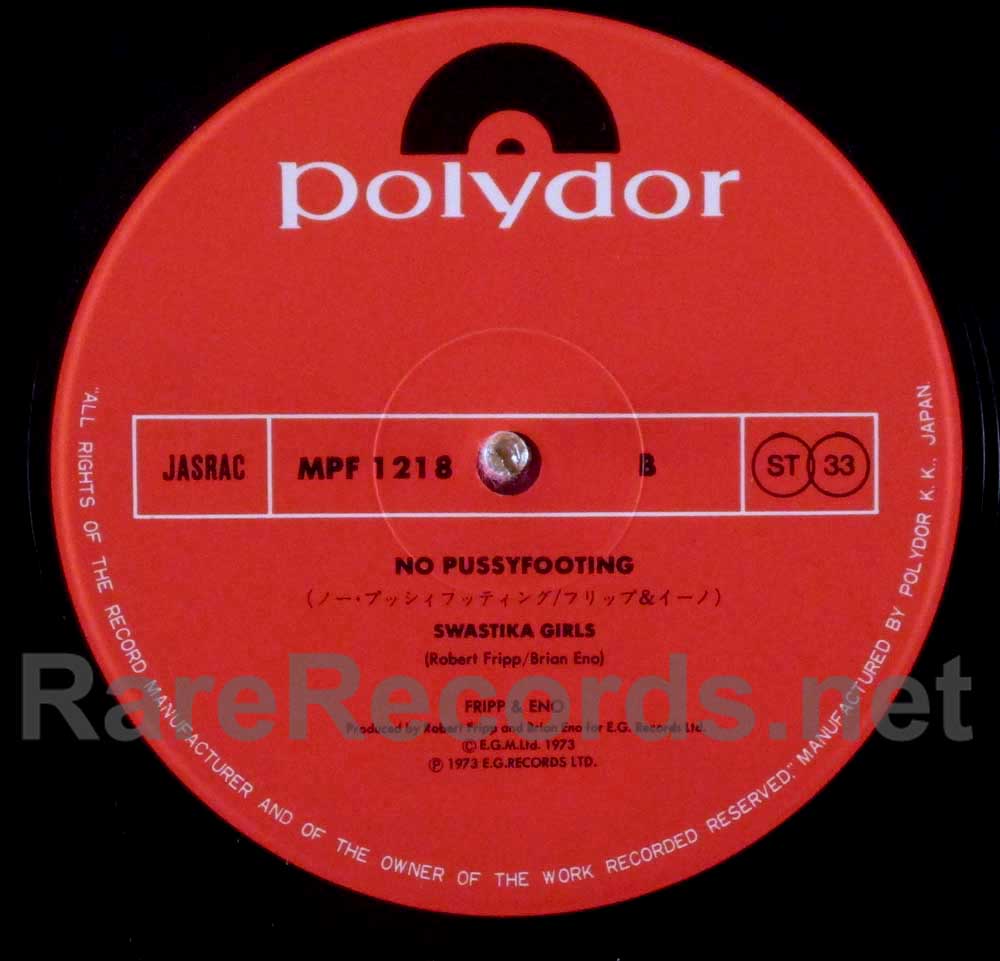 polydor
JASRAC
MPF 1218
B
ST 33
NO PUSSYFOOTING
(ノー・プッシィフッティング/フリップ&イーノ)
SWASTIKA GIRLS
(Robert Fripp/Brian Eno)
FRIPP & ENO
Produced by Robert Fripp and Brian Eno for E.G. Records Ltd.
© E.G.M.Ltd. 1973
℗ 1973 E.G.RECORDS LTD.
"ALL RIGHTS OF THE RECORD MANUFACTURER AND OF THE OWNER OF THE WORK RECORDED RESERVED." MANUFACTURED BY POLYDOR K.K., JAPAN.
RareRecords.net